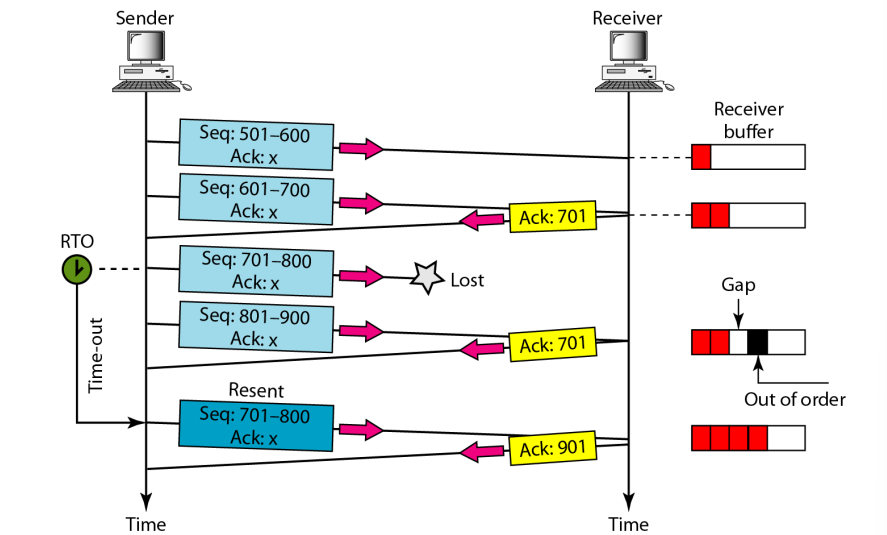 Sender
Receiver
Receiver
buffer
Seq: 501–600
Ack: x
Seq: 601–700
Ack: x
Ack: 701
RTO
Seq: 701–800
Ack: x
Lost
Gap
Time-out
Seq: 801–900
Ack: x
Ack: 701
Out of order
Resent
Seq: 701–800
Ack: x
Ack: 901
Time
Time